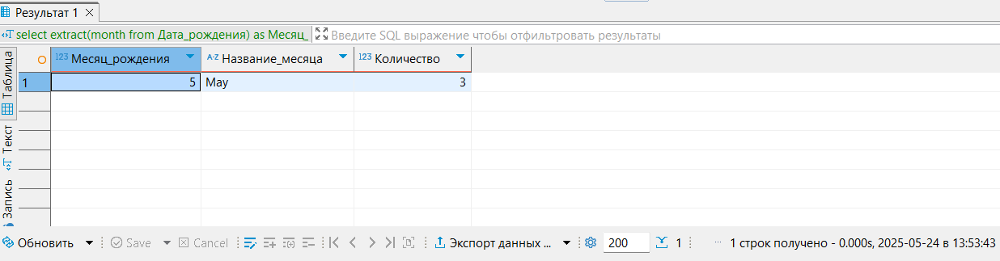 Результат 1
select extract(month from Дата_рождения) as Месяц_ Введите SQL выражение чтобы отфильтровать результаты
Таблица
Текст
Запись
123 Месяц_рождения A-Z Название_месяца 123 Количество
1 5 May 3
Обновить Save Cancel Экспорт данных ... 200 1 ... 1 строк получено - 0.000s, 2025-05-24 в 13:53:43